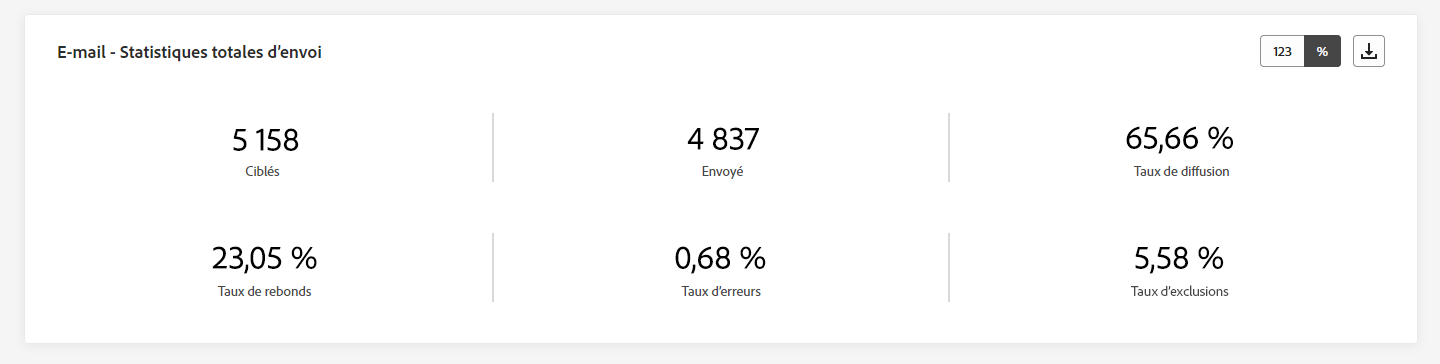 E-mail - Statistiques totales d’envoi
123 %
5 158 4 837 65,66 %
Ciblés Envoyé Taux de diffusion
23,05 % 0,68 % 5,58 %
Taux de rebonds Taux d’erreurs Taux d’exclusions